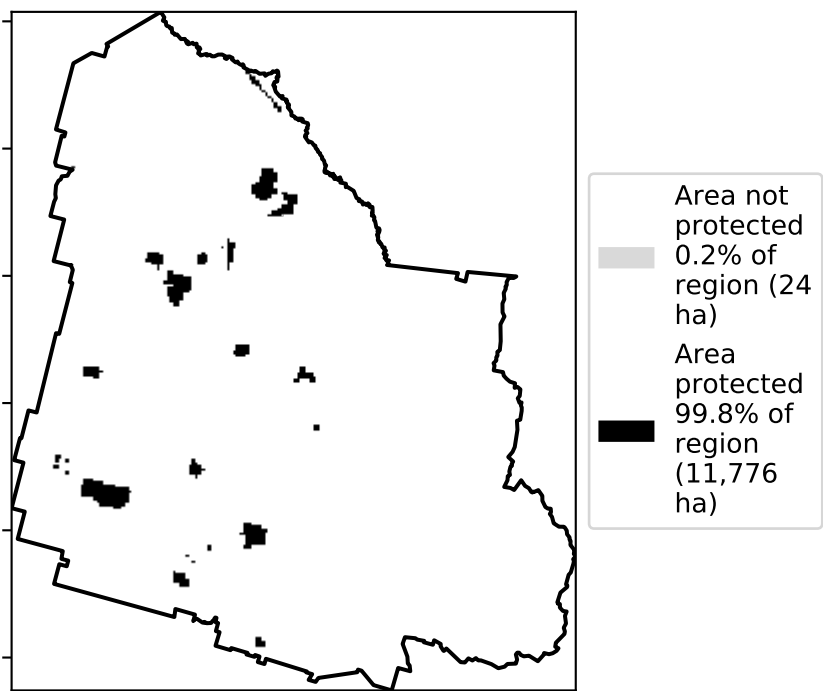 Area not
protected
0.2% of
region (24
ha)
Area
protected
99.8% of
region
(11,776
ha)